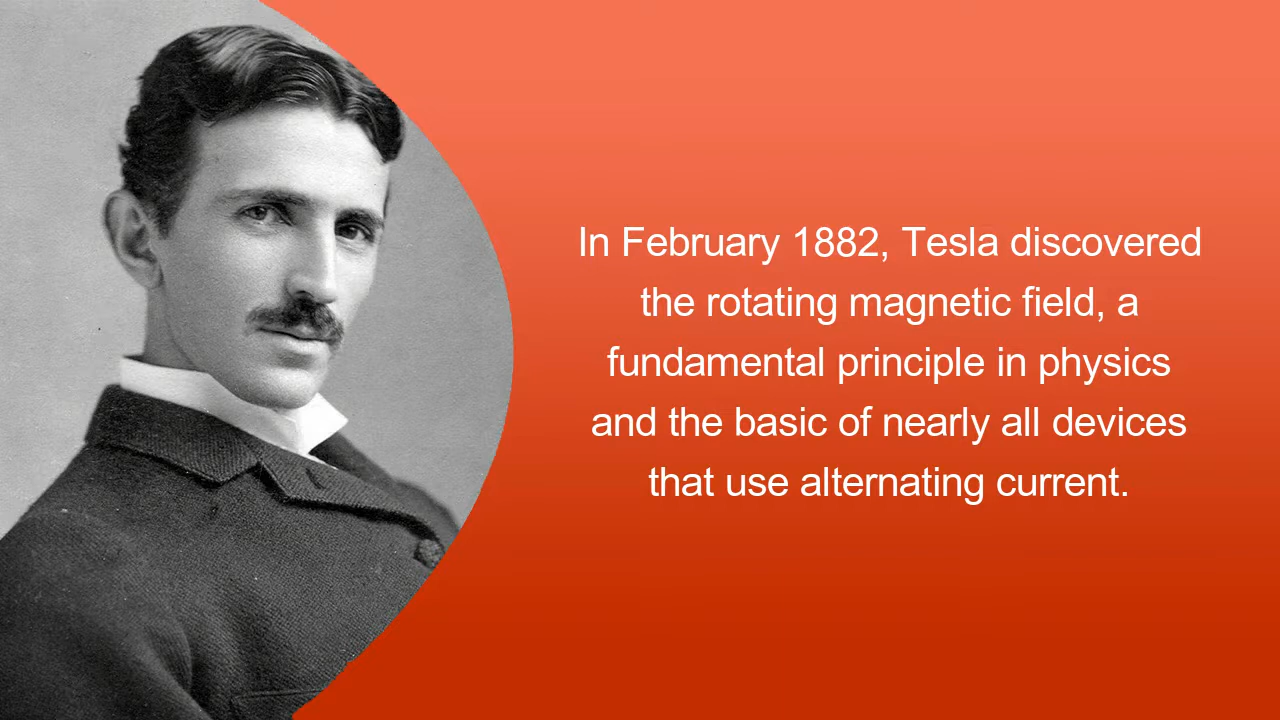 In February 1882, Tesla discovered
the rotating magnetic field, a
fundamental principle in physics
and the basic of nearly all devices
that use alternating current.